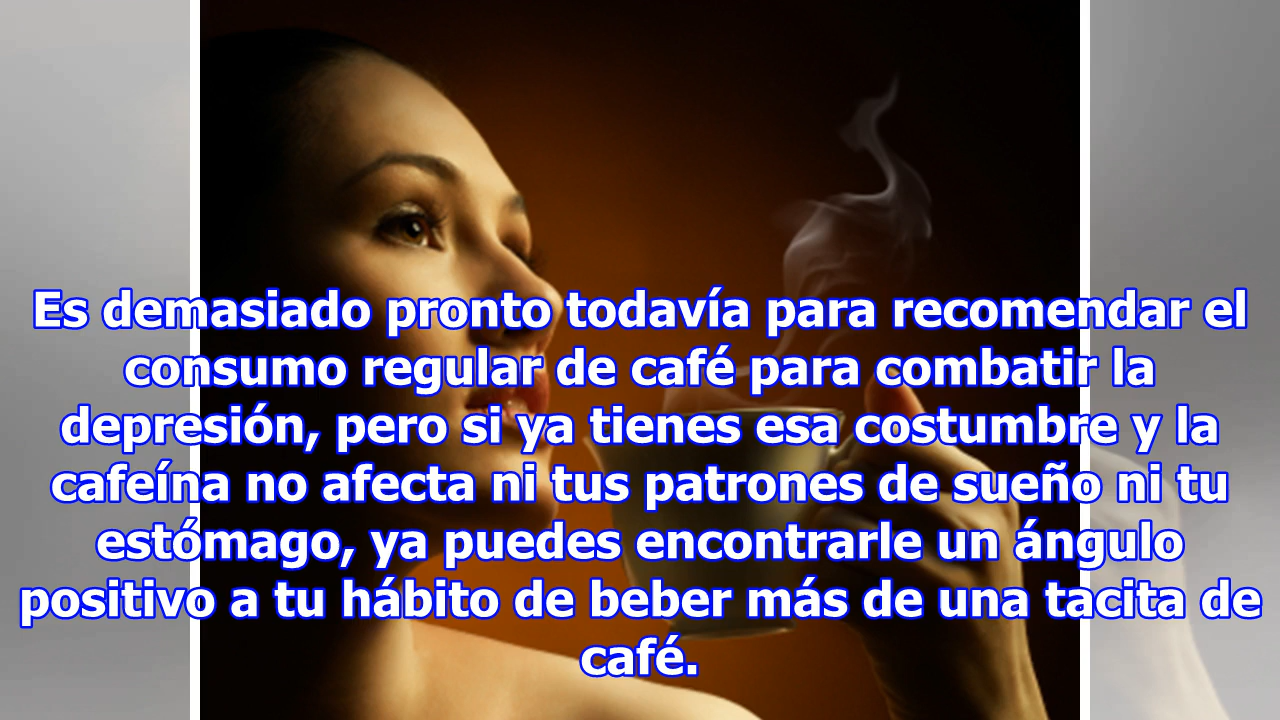 Es demasiado pronto todavía para recomendar el
consumo regular de café para combatir la
depresión, pero si ya tienes esa costumbre y la
cafeína no afecta ni tus patrones de sueño ni tu
estómago, ya puedes encontrarle un ángulo
positivo a tu hábito de beber más de una tacita de
café.